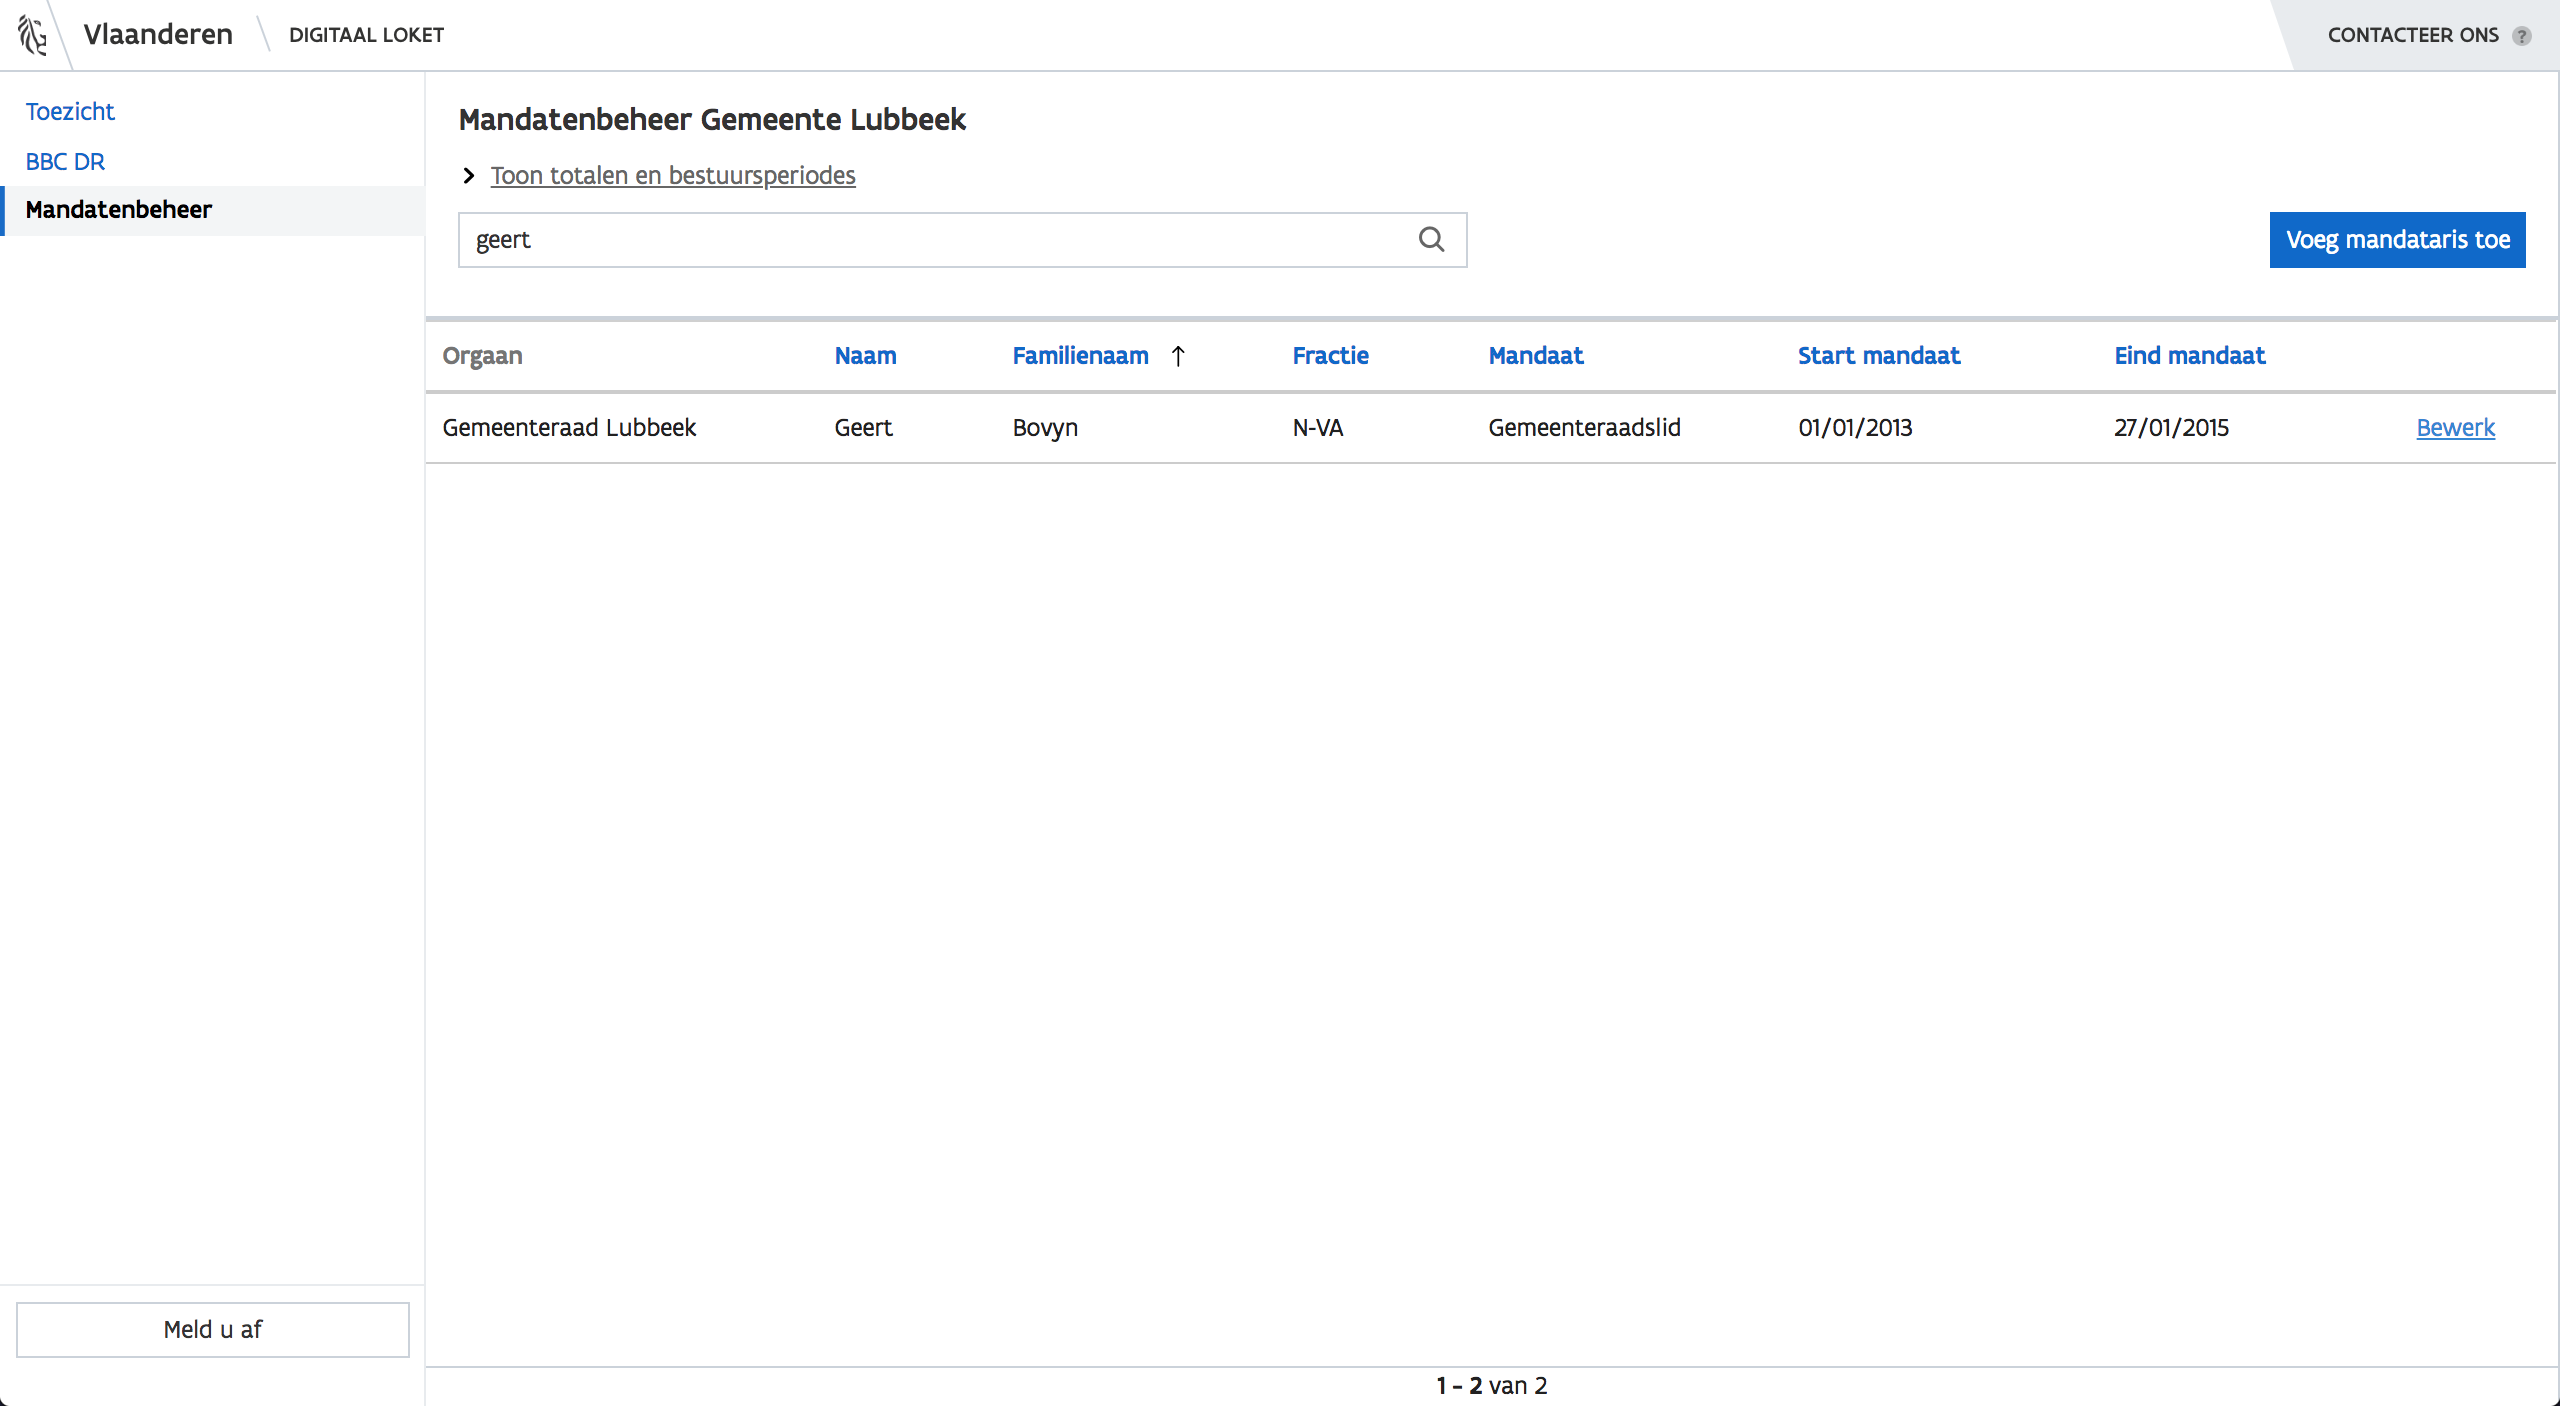 Vlaanderen DIGITAAL LOKET CONTACTEER ONS ?
Toezicht
BBC DR
Mandatenbeheer
Mandatenbeheer Gemeente Lubbeek
Toon totalen en bestuursperiodes
geert
Voeg mandataris toe
Orgaan Naam Familienaam ↑ Fractie Mandaat Start mandaat Eind mandaat
Gemeenteraad Lubbeek Geert Bovyn N-VA Gemeenteraadslid 01/01/2013 27/01/2015 Bewerk
Meld u af
1 - 2 van 2